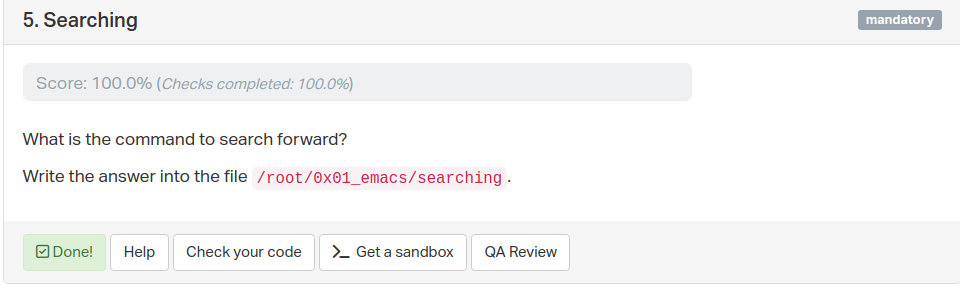 5. Searching
mandatory
Score: 100.0% (Checks completed: 100.0%)
What is the command to search forward?
Write the answer into the file /root/0x01_emacs/searching .
Done! Help Check your code Get a sandbox QA Review